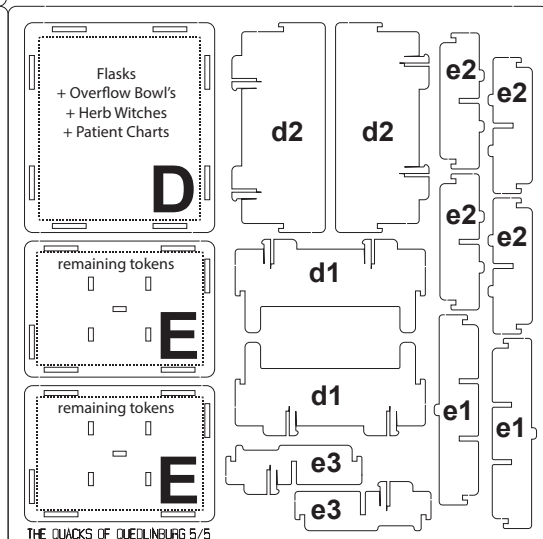 Flasks
+ Overflow Bowl's
+ Herb Witches
+ Patient Charts
D
remaining tokens
E
remaining tokens
E
THE QUACKS OF QUEDLINBURG 5/5
d2
d2
d1
d1
e3
e3
e2
e2
e2
e2
e1
e1